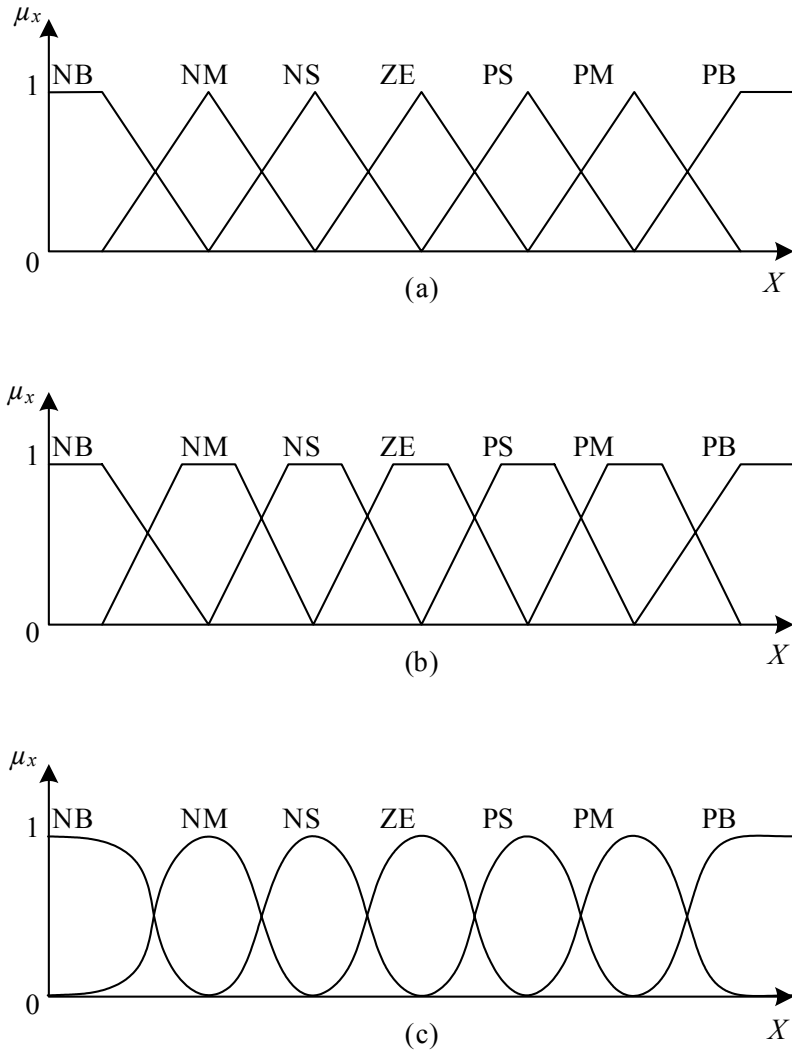 μx
1
NB NM NS ZE PS PM PB
0
(a)
X
μx
1
NB NM NS ZE PS PM PB
0
(b)
X
μx
1
NB NM NS ZE PS PM PB
0
(c)
X